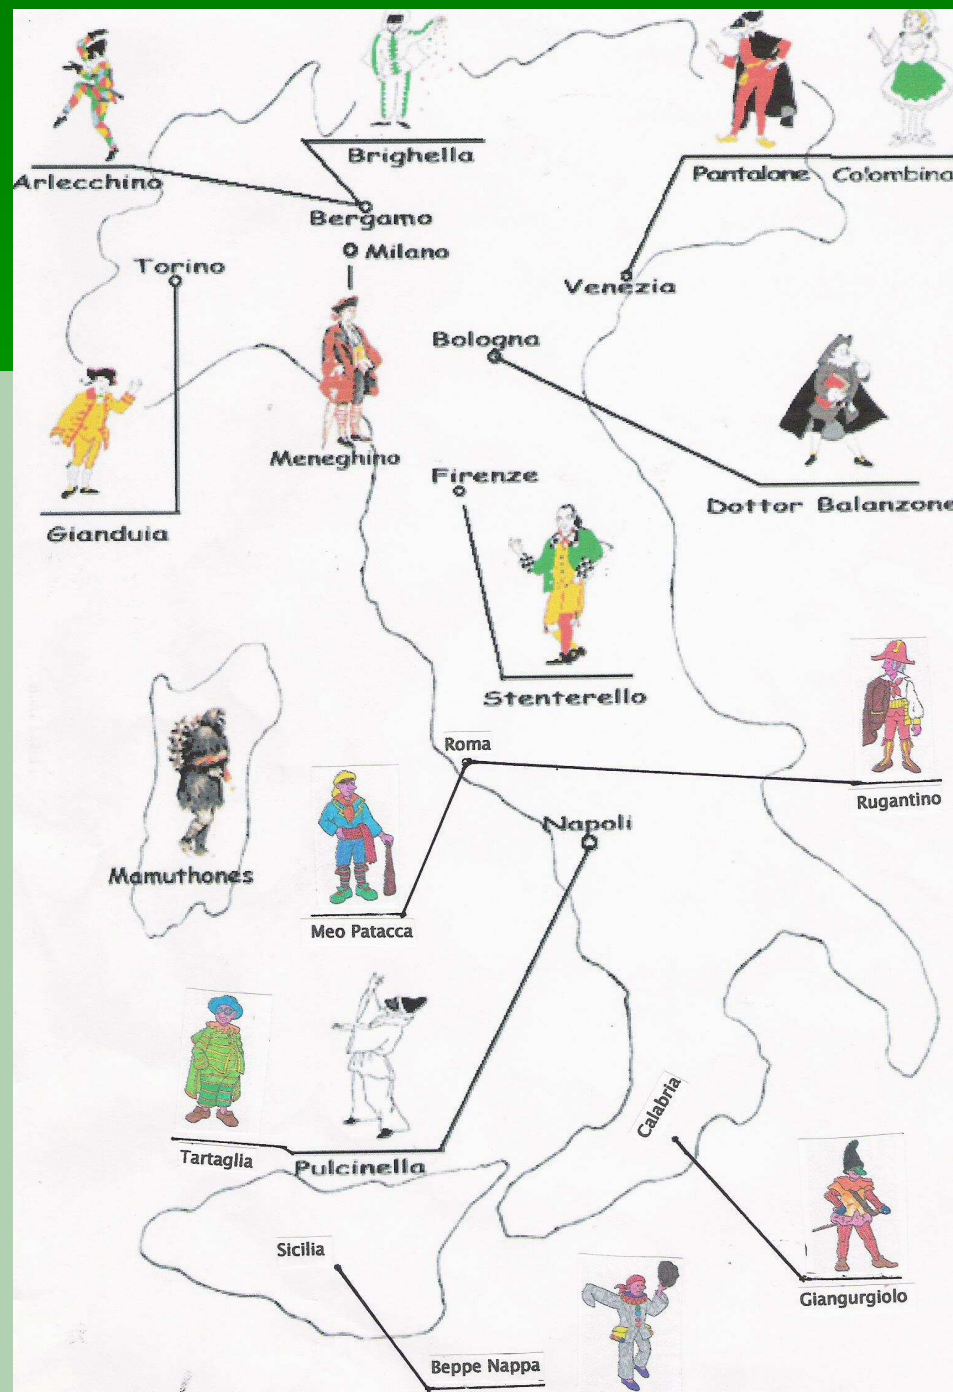 Brighella
Arlecchino
Pantalone
Colombina
Bergamo
Milano
Torino
Venezia
Bologna
Meneghino
Firenze
Dottor Balanzone
Gianduia
Stenterello
Roma
Rugantino
Napoli
Mamuthones
Meo Patacca
Calabria
Tartaglia
Pulcinella
Sicilia
Giangurgiolo
Beppe Nappa